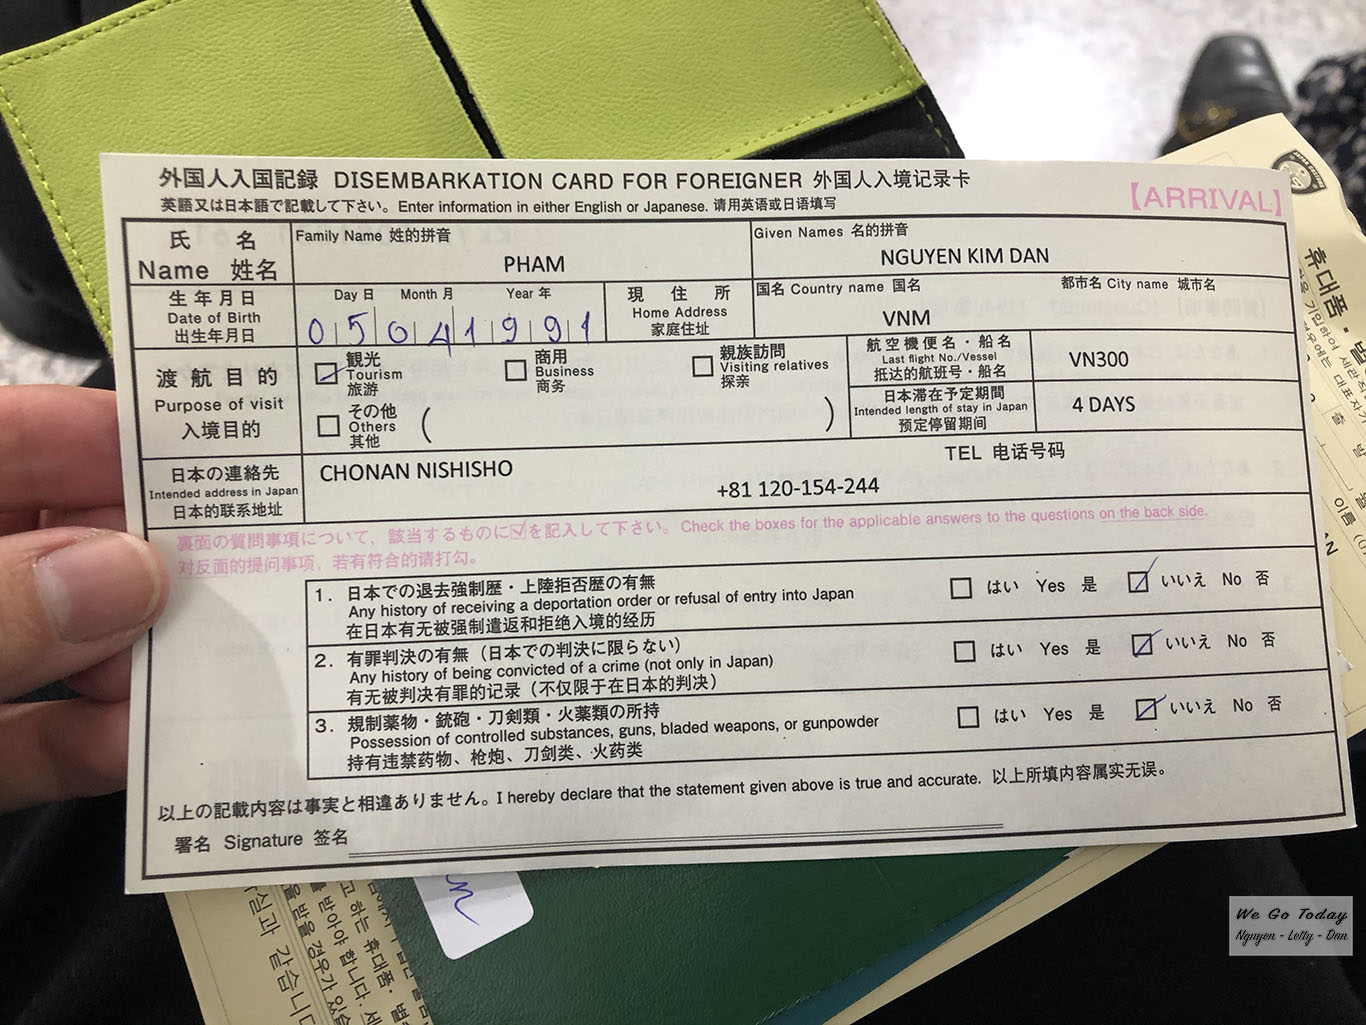 外国人入国記録 DISEMBARKATION CARD FOR FOREIGNER 外国人入境记录卡
英語又は日本語で記載して下さい。Enter information in either English or Japanese. 请用英语或日语填写
【ARRIVAL】
氏 名
Name 姓名
Family Name 姓的拼音
PHAM
Given Names 名的拼音
NGUYEN KIM DAN
生年月日
Date of Birth
出生年月日
Day 日 Month 月 Year 年
05041991
現住所
Home Address
家庭住址
国名 Country name 国名
VNM
都市名 City name 城市名
渡航目的
Purpose of visit
入境目的
観光
Tourism
旅游
商用
Business
商务
親族訪問
Visiting relatives
探亲
その他
Others
其他
( )
航空機便名・船名
Last flight No./Vessel
抵达的航班号・船名
VN300
日本滞在予定期間
Intended length of stay in Japan
预定停留期间
4 DAYS
日本の連絡先
Intended address in Japan
日本的联系地址
CHONAN NISHISHO
TEL 电话号码
+81 120-154-244
裏面の質問事項について、該当するものに☑を記入して下さい。Check the boxes for the applicable answers to the questions on the back side.
对反面的提问事项，若有符合的请打勾。
1. 日本での退去強制歴・上陸拒否歴の有無
Any history of receiving a deportation order or refusal of entry into Japan
在日本有无被强制遣返和拒绝入境的经历
はい Yes 是
いいえ No 否
2. 有罪判決の有無（日本での判決に限らない）
Any history of being convicted of a crime (not only in Japan)
有无被判决有罪的记录（不仅限于在日本的判决）
はい Yes 是
いいえ No 否
3. 規制薬物・銃砲・刀剣類・火薬類の所持
Possession of controlled substances, guns, bladed weapons, or gunpowder
持有违禁药物、枪炮、刀剑类、火药类
はい Yes 是
いいえ No 否
以上の記載内容は事実と相違ありません。I hereby declare that the statement given above is true and accurate. 以上所填内容属实无误。
署名 Signature 签名
We Go Today
Nguyen - Letty - Dan